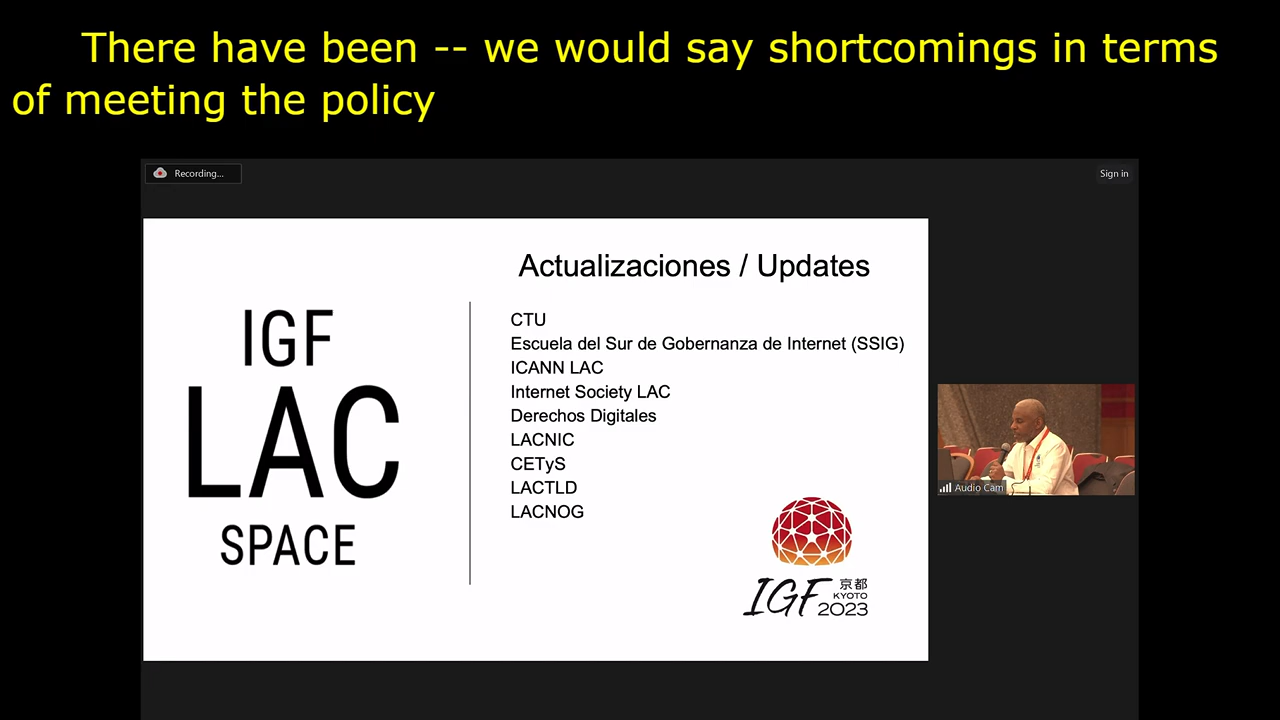 There have been -- we would say shortcomings in terms
of meeting the policy
Recording...
Sign in
Actualizaciones / Updates
IGF
LAC
SPACE
CTU
Escuela del Sur de Gobernanza de Internet (SSIG)
ICANN LAC
Internet Society LAC
Derechos Digitales
LACNIC
CETyS
LACTLD
LACNOG
IGF 京都
KYOTO
2023
Audio Cam